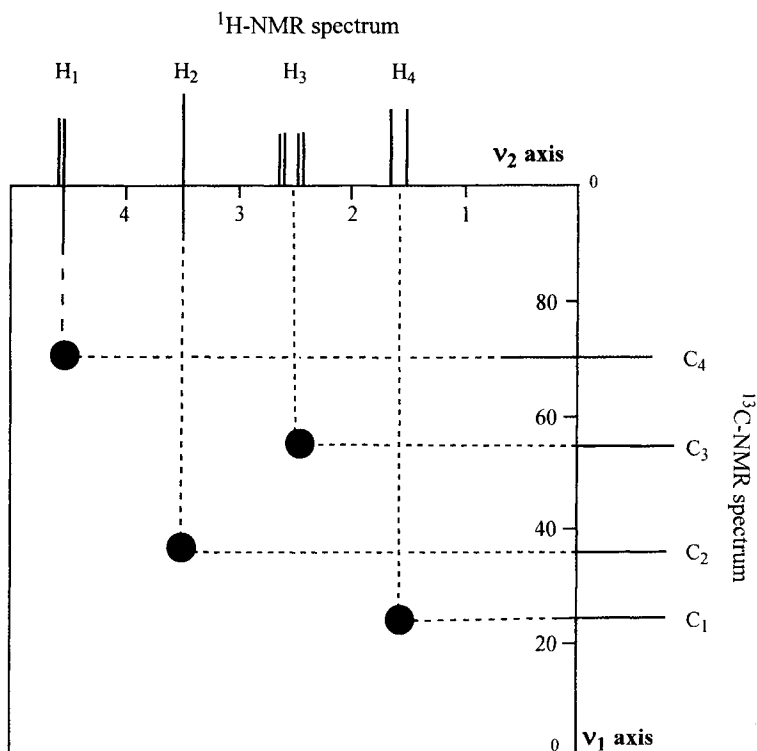 ¹H-NMR spectrum
H₁ H₂ H₃ H₄
ν₂ axis
0
4 3 2 1
80
C₄
60
C₃
40
C₂
C₁
20
¹³C-NMR spectrum
0 ν₁ axis